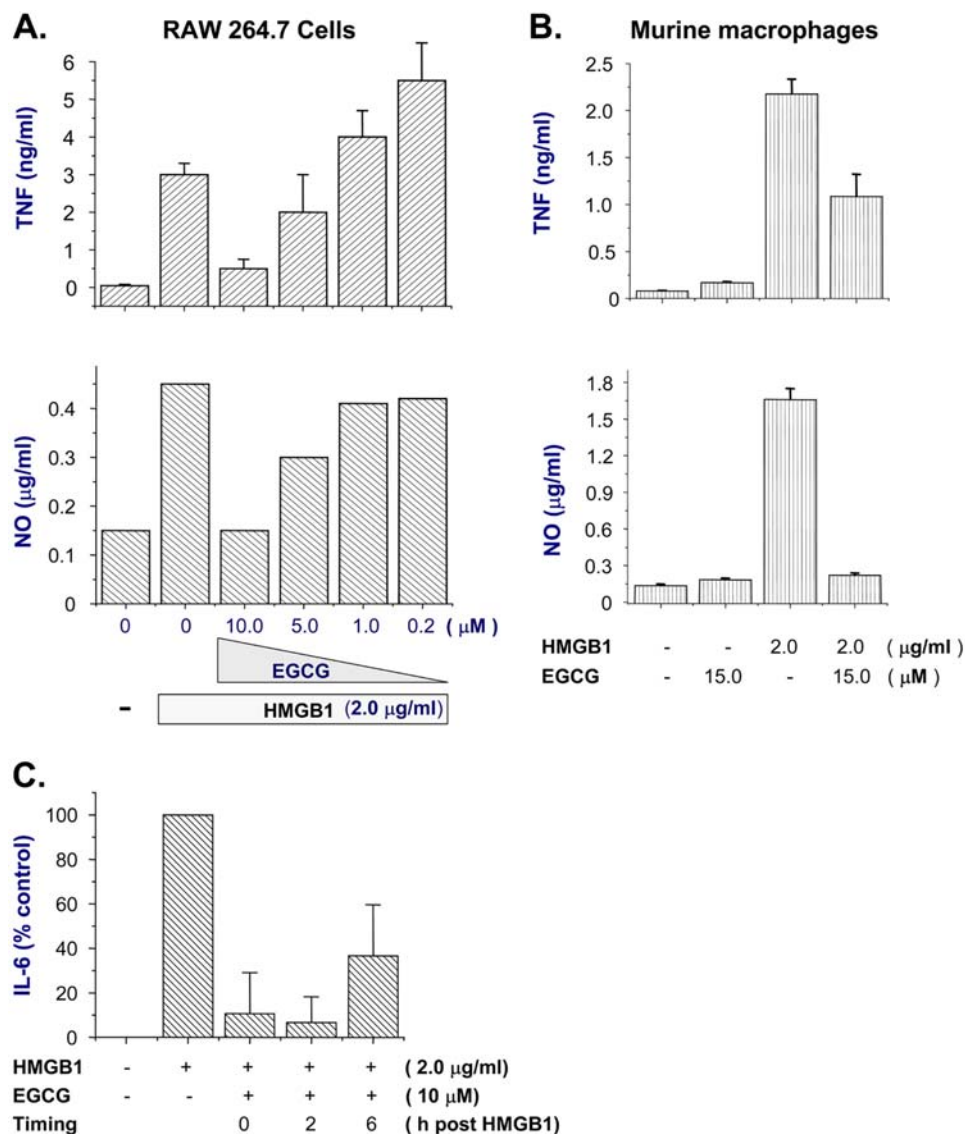 A.
RAW 264.7 Cells
TNF (ng/ml)
6
5
4
3
2
1
0
NO (μg/ml)
0.4
0.3
0.2
0.1
0
0 0 10.0 5.0 1.0 0.2 ( μM )
EGCG
-
HMGB1 (2.0 μg/ml)
B.
Murine macrophages
TNF (ng/ml)
2.5
2.0
1.5
1.0
0.5
0
NO (μg/ml)
1.8
1.5
1.2
0.9
0.6
0.3
0
HMGB1 - - 2.0 2.0 ( μg/ml )
EGCG - 15.0 - 15.0 ( μM )
C.
IL-6 (% control)
100
80
60
40
20
0
HMGB1 - + + + + ( 2.0 μg/ml)
EGCG - - + + + ( 10 μM)
Timing 0 2 6 ( h post HMGB1)